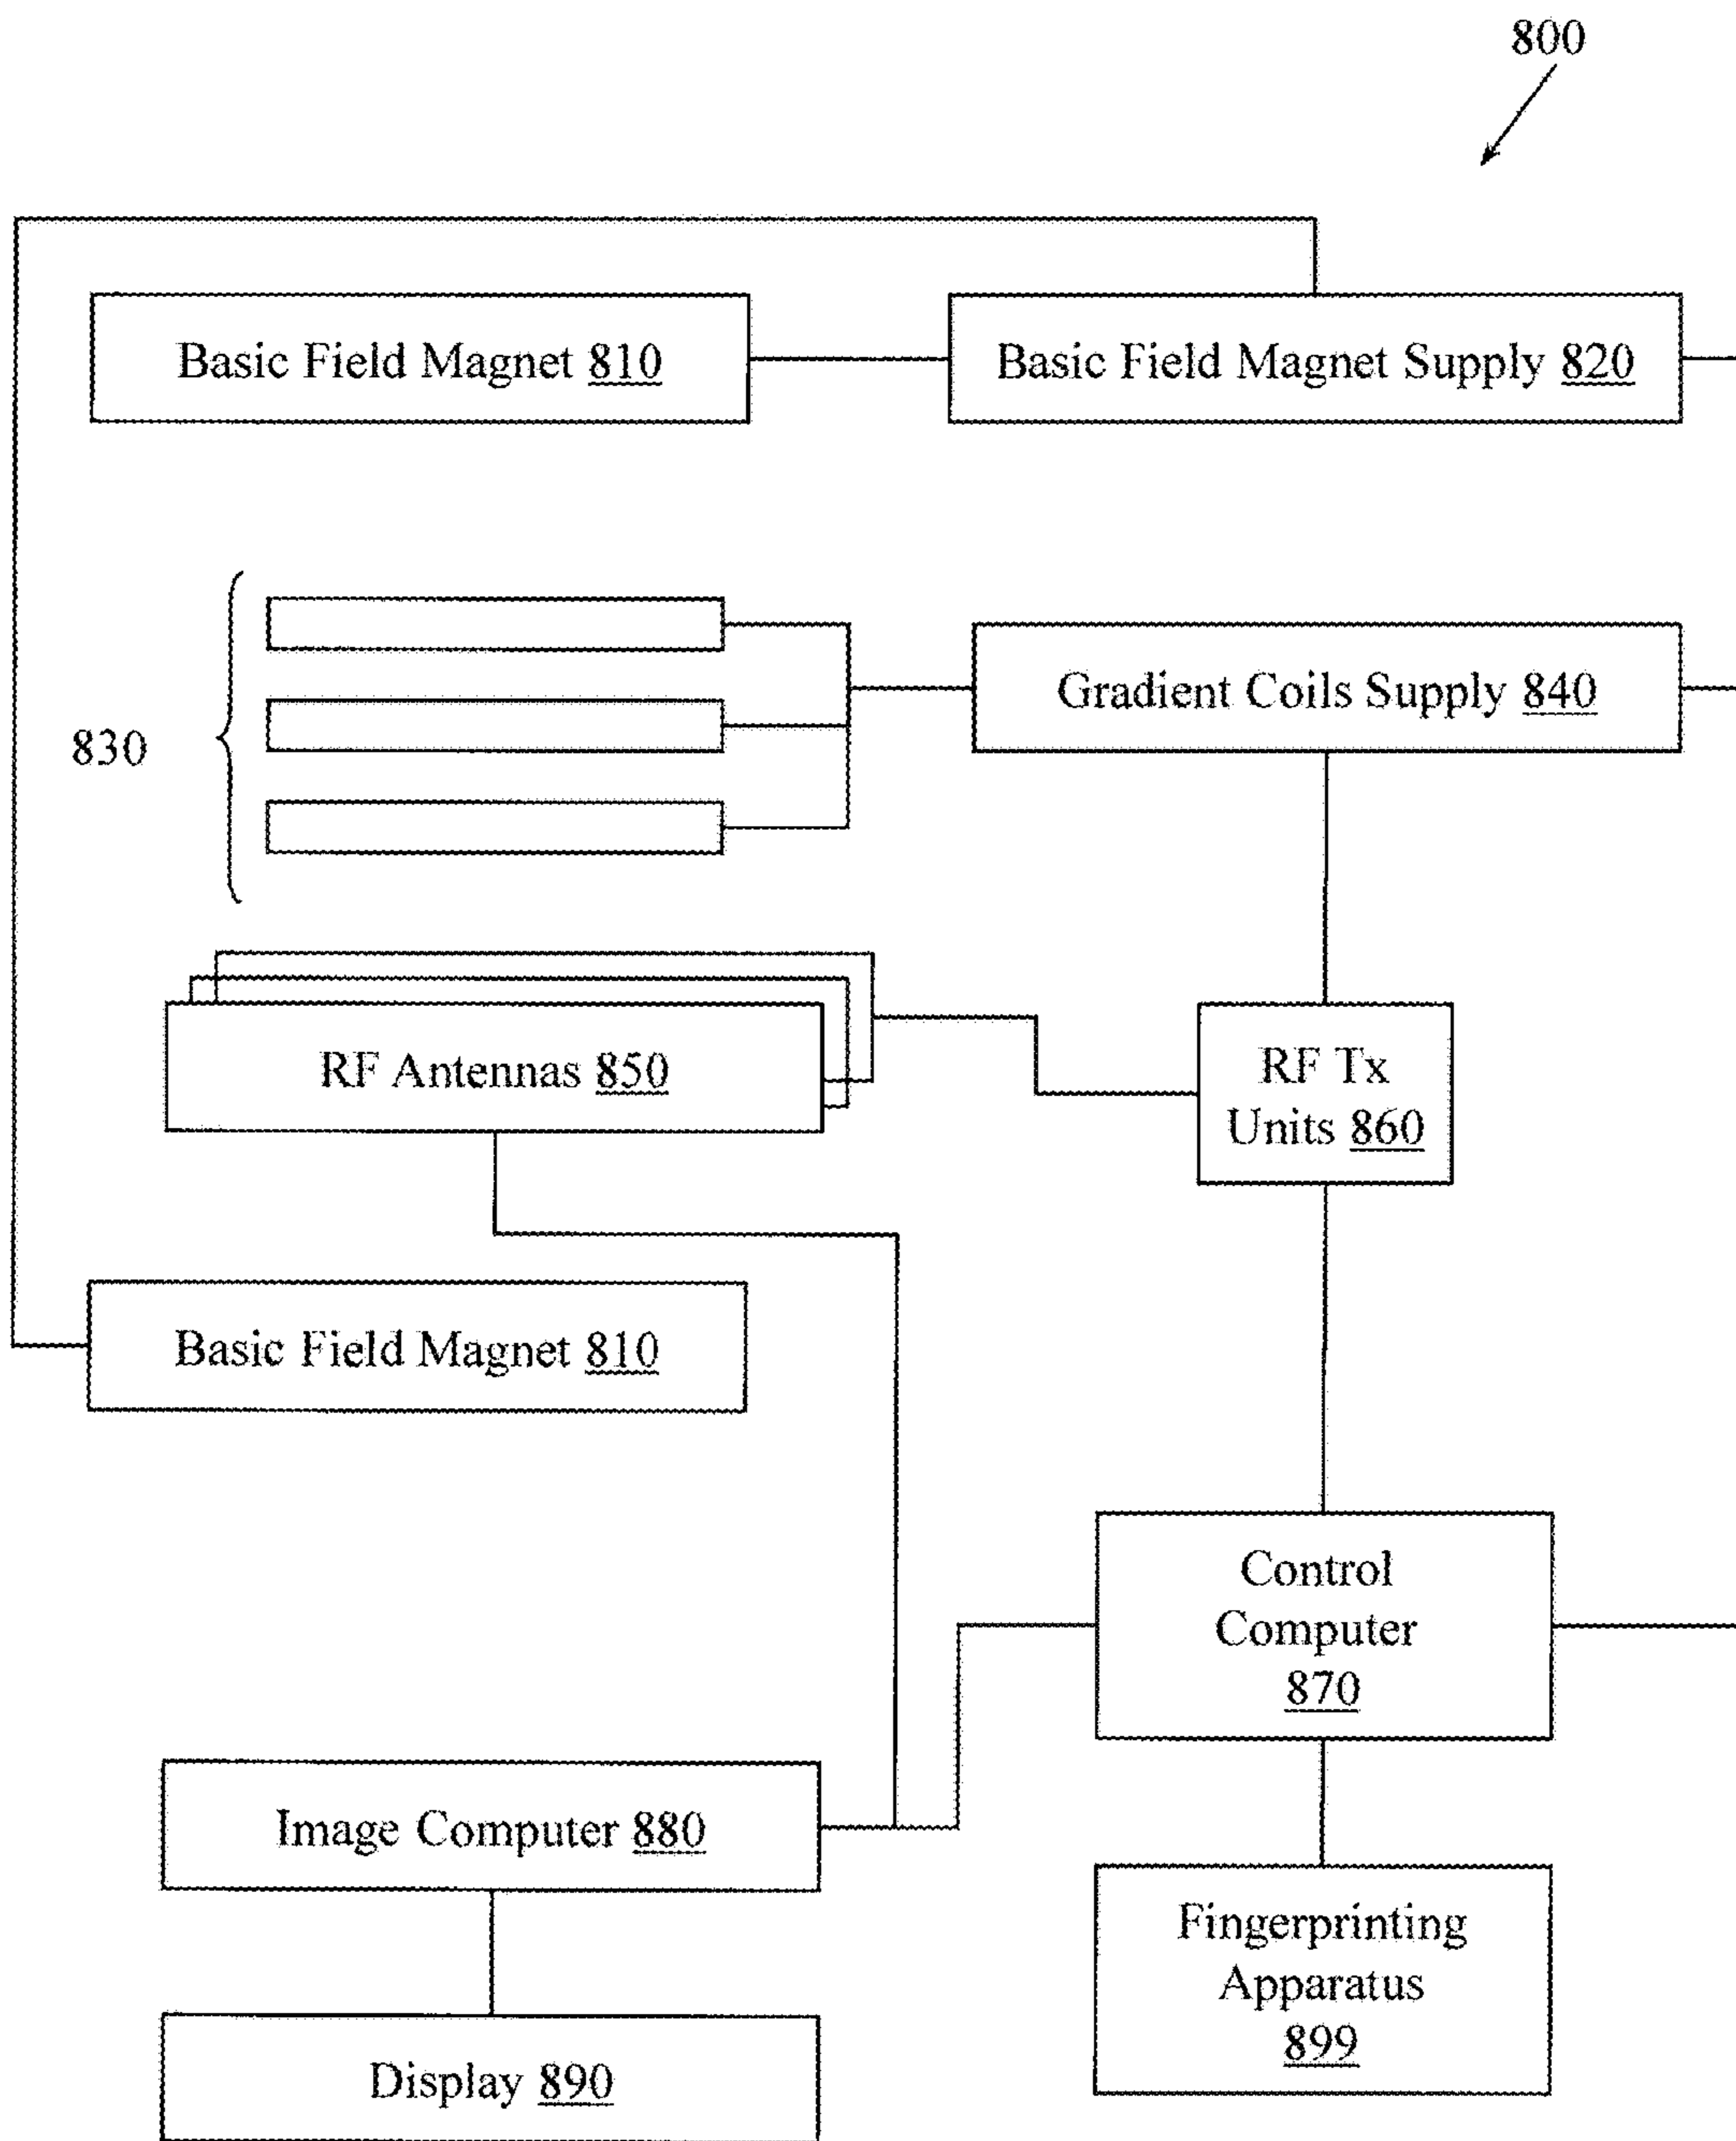 800
Basic Field Magnet 810
Basic Field Magnet Supply 820
Gradient Coils Supply 840
830
RF Antennas 850
RF Tx
Units 860
Basic Field Magnet 810
Control
Computer
870
Image Computer 880
Fingerprinting
Apparatus
899
Display 890